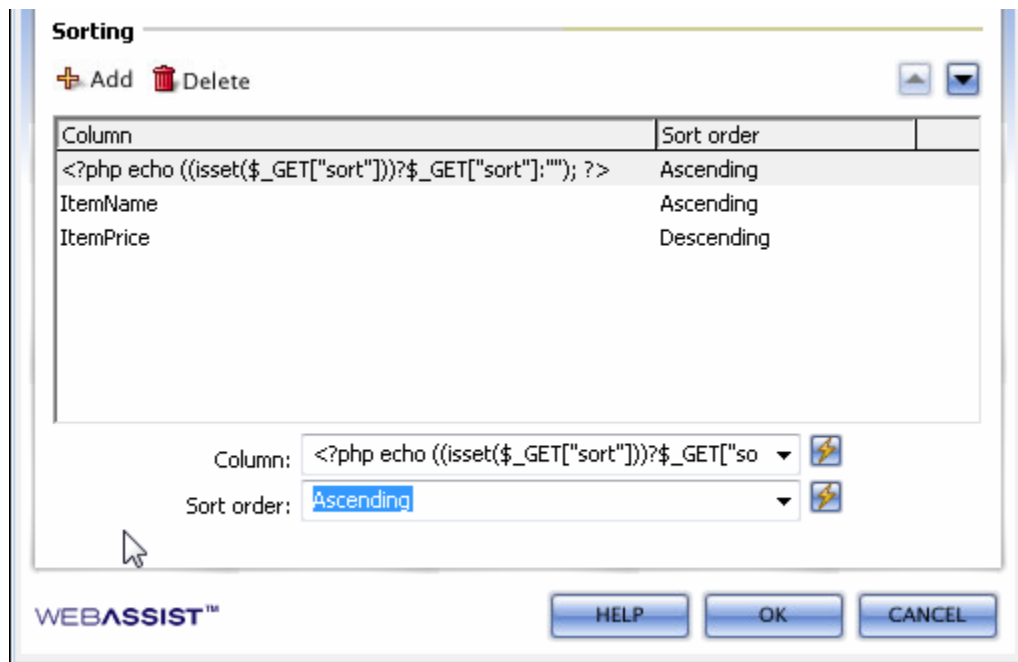 Sorting
Add Delete
Column Sort order
<?php echo ((isset($_GET["sort"]))?$_GET["sort"]:""); ?> Ascending
ItemName Ascending
ItemPrice Descending
Column: <?php echo ((isset($_GET["sort"]))?$_GET["so
Sort order: Ascending
WEBASSIST™ HELP OK CANCEL